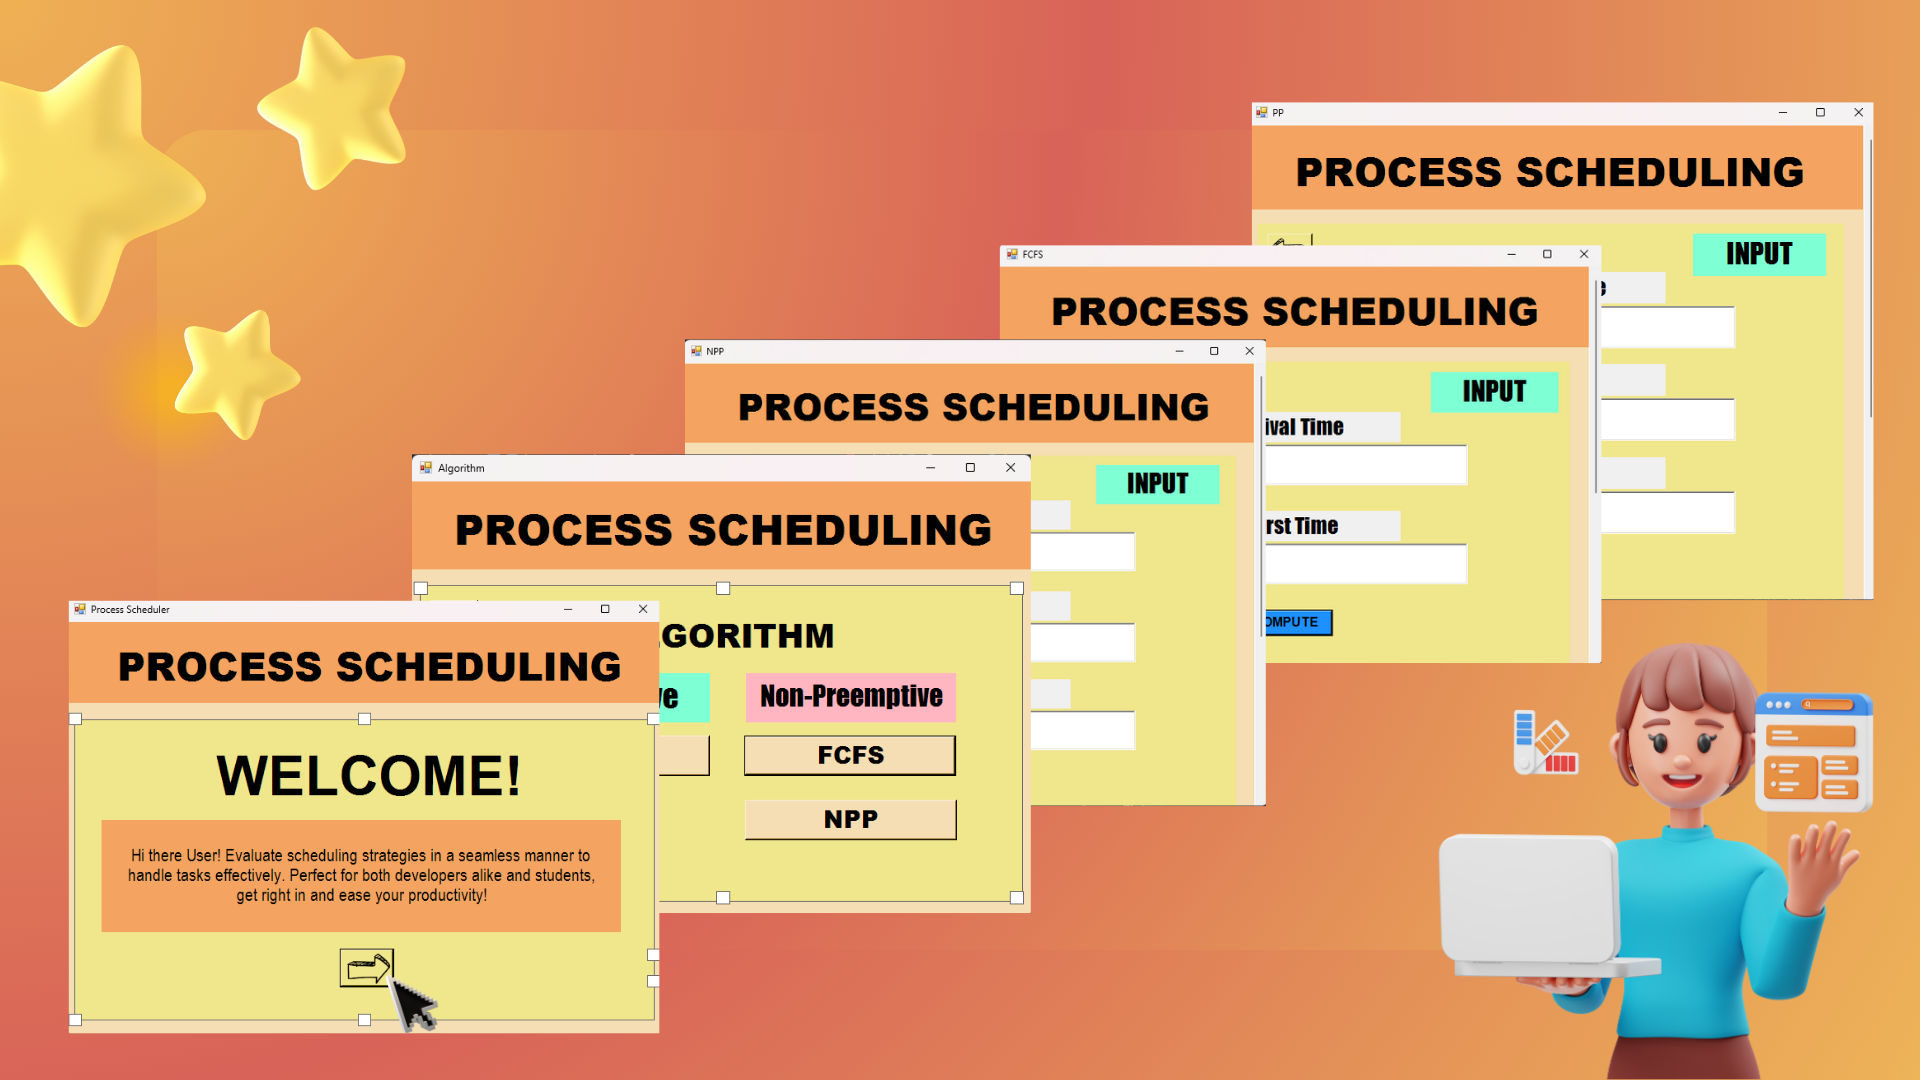 PP
PROCESS SCHEDULING
INPUT
FCFS
PROCESS SCHEDULING
INPUT
ival Time
rst Time
OMPUTE
NPP
PROCESS SCHEDULING
INPUT
Algorithm
PROCESS SCHEDULING
GORITHM
ve
Non-Preemptive
FCFS
NPP
Process Scheduler
PROCESS SCHEDULING
WELCOME!
Hi there User! Evaluate scheduling strategies in a seamless manner to
handle tasks effectively. Perfect for both developers alike and students,
get right in and ease your productivity!